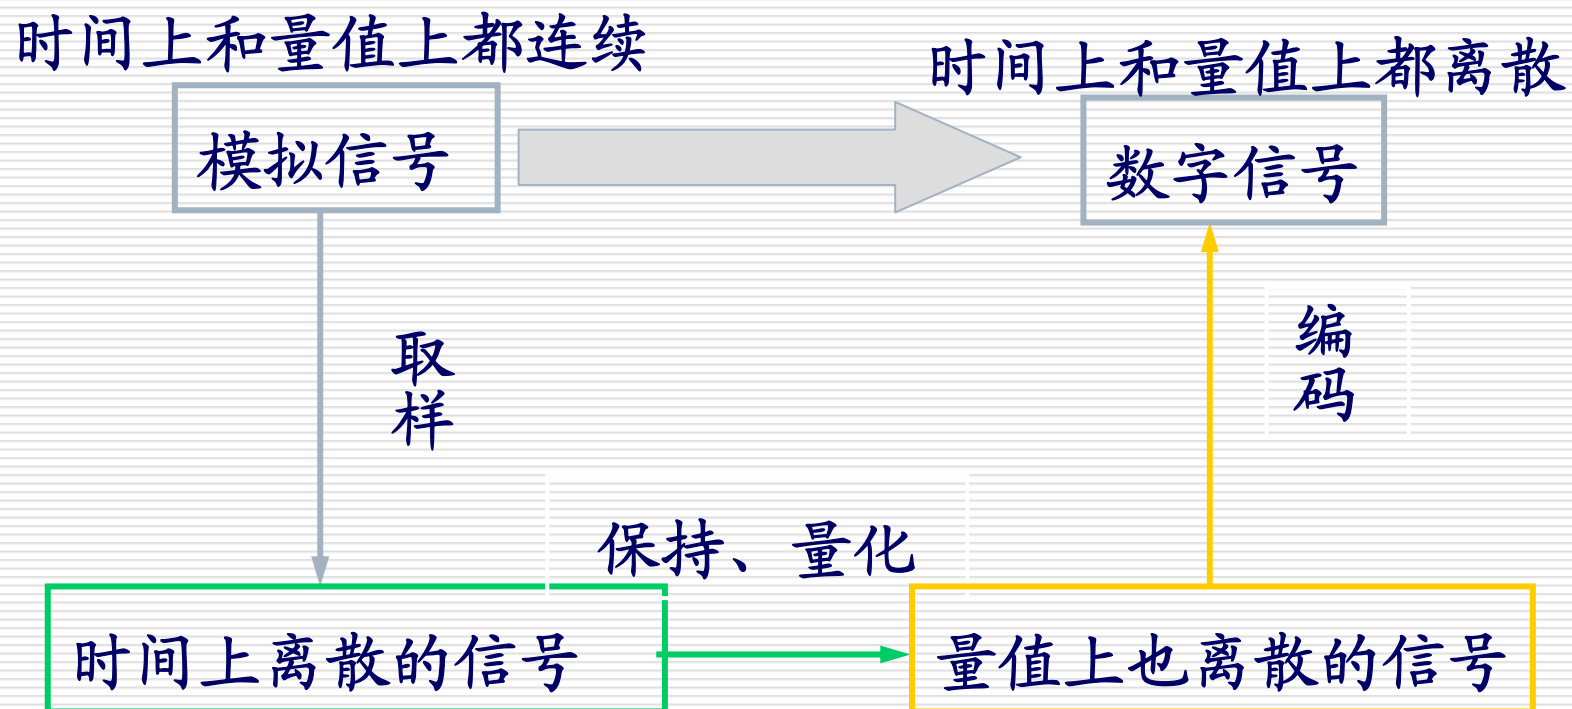 时间上和量值上都连续
时间上和量值上都离散
模拟信号
数字信号
取
样
编
码
保持、量化
时间上离散的信号
量值上也离散的信号